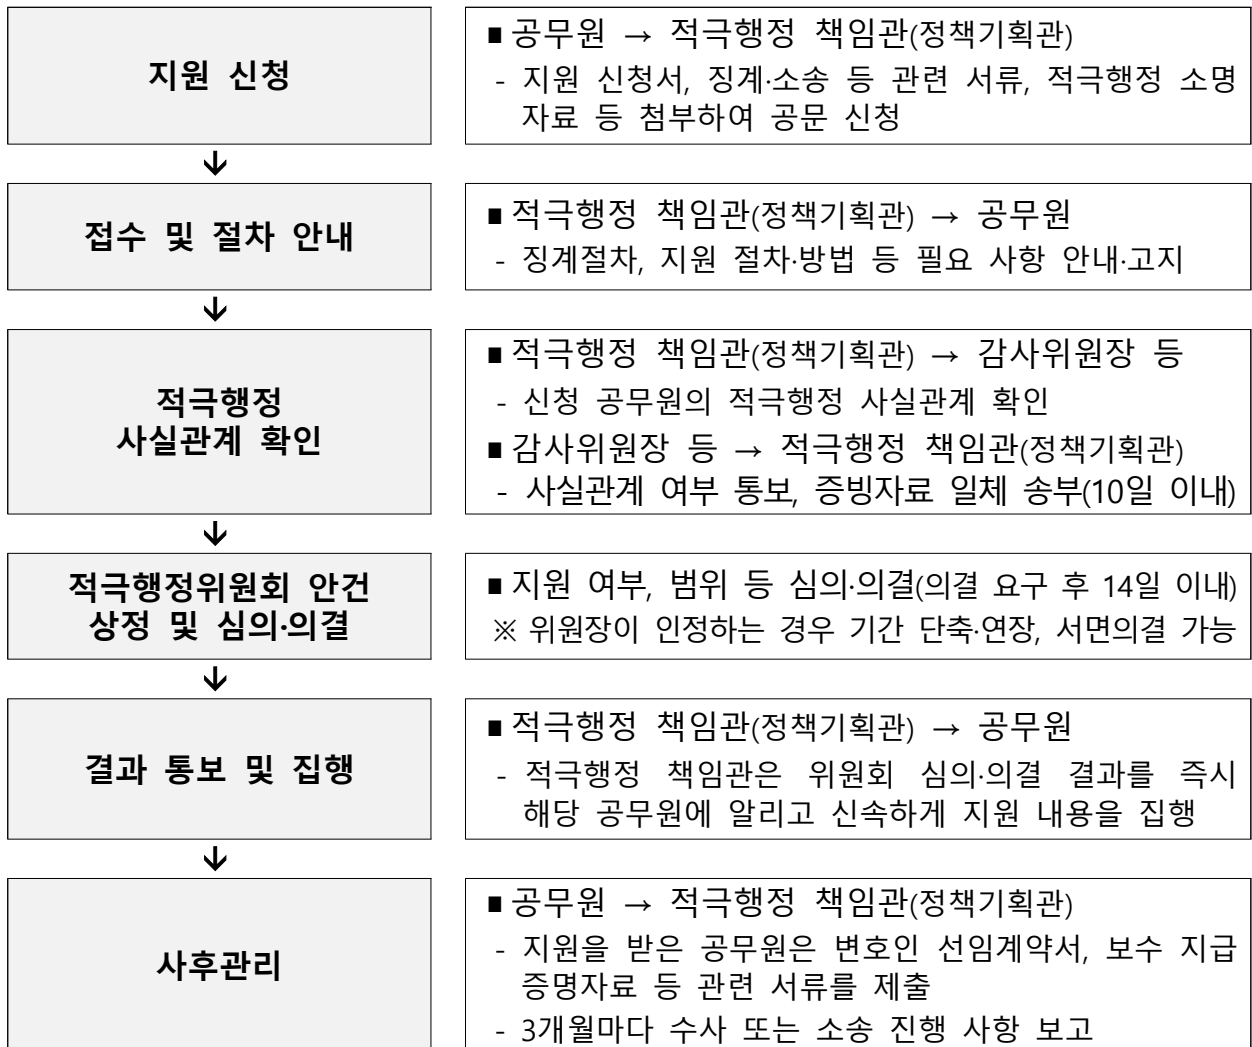 지원 신청
■ 공무원 → 적극행정 책임관(정책기획관)
- 지원 신청서, 징계·소송 등 관련 서류, 적극행정 소명
자료 등 첨부하여 공문 신청
↓
접수 및 절차 안내
■ 적극행정 책임관(정책기획관) → 공무원
- 징계절차, 지원 절차·방법 등 필요 사항 안내·고지
↓
적극행정
사실관계 확인
■ 적극행정 책임관(정책기획관) → 감사위원장 등
- 신청 공무원의 적극행정 사실관계 확인
■ 감사위원장 등 → 적극행정 책임관(정책기획관)
- 사실관계 여부 통보, 증빙자료 일체 송부(10일 이내)
↓
적극행정위원회 안건
상정 및 심의·의결
■ 지원 여부, 범위 등 심의·의결(의결 요구 후 14일 이내)
※ 위원장이 인정하는 경우 기간 단축·연장, 서면의결 가능
↓
결과 통보 및 집행
■ 적극행정 책임관(정책기획관) → 공무원
- 적극행정 책임관은 위원회 심의·의결 결과를 즉시
해당 공무원에 알리고 신속하게 지원 내용을 집행
↓
사후관리
■ 공무원 → 적극행정 책임관(정책기획관)
- 지원을 받은 공무원은 변호인 선임계약서, 보수 지급
증명자료 등 관련 서류를 제출
- 3개월마다 수사 또는 소송 진행 사항 보고